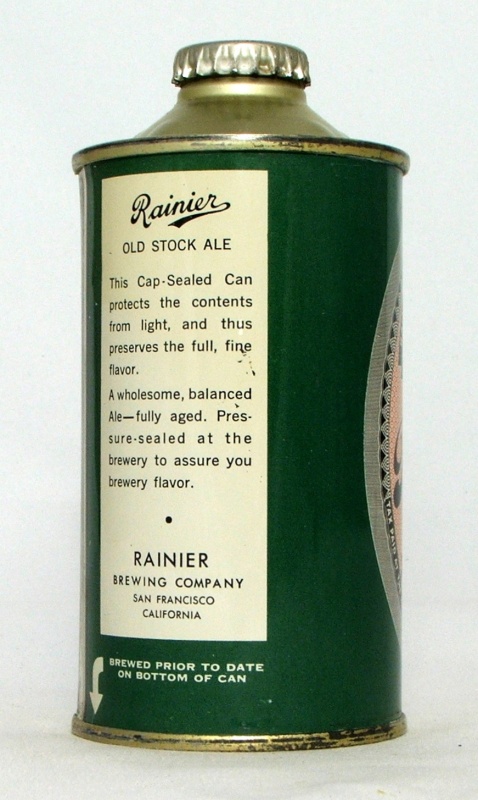 Rainier
OLD STOCK ALE
This Cap-Sealed Can
protects the contents
from light, and thus
preserves the full, fine
flavor.
A wholesome, balanced
Ale—fully aged. Pres-
sure-sealed at the
brewery to assure you
brewery flavor.
•
RAINIER
BREWING COMPANY
SAN FRANCISCO
CALIFORNIA
BREWED PRIOR TO DATE
ON BOTTOM OF CAN
TAX PAID